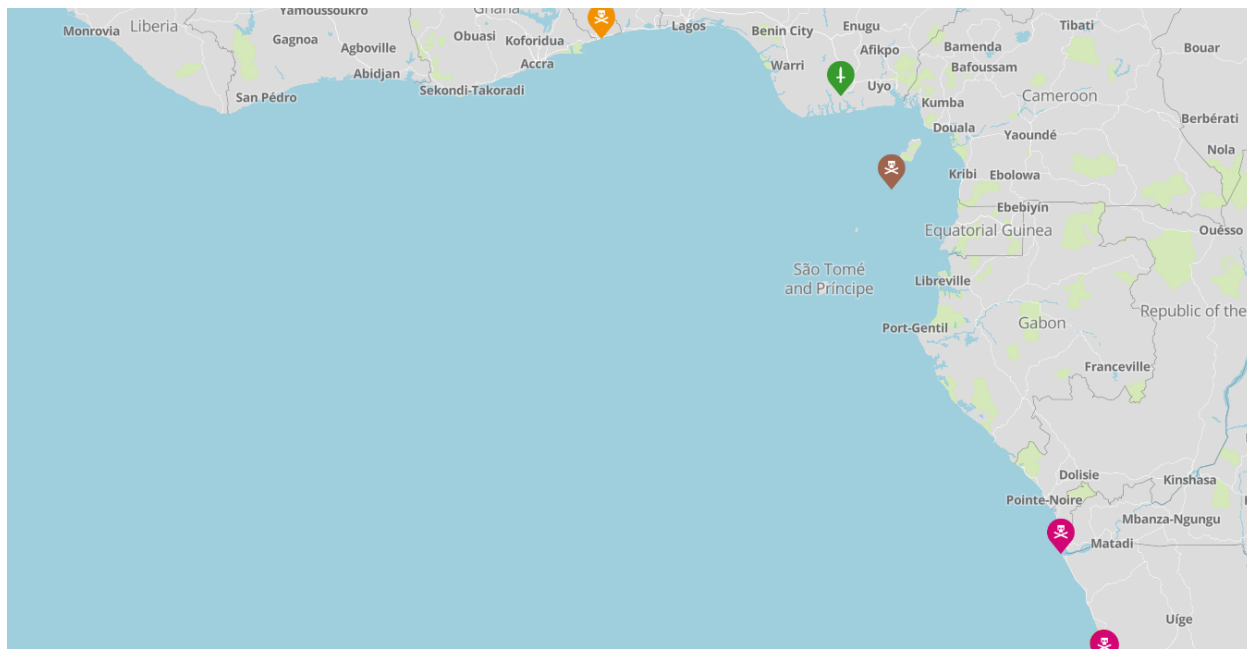 Yamoussoukro
Ghana
Monrovia
Liberia
Gagnoa
Agboville
Abidjan
San Pédro
Obuasi
Koforidua
Accra
Sekondi-Takoradi
Lagos
Benin City
Enugu
Afikpo
Warri
Uyo
Tibati
Bamenda
Bafoussam
Bouar
Cameroon
Kumba
Douala
Yaoundé
Berbérati
Nola
Kribi
Ebolowa
Ebebiyín
Equatorial Guinea
Ouésso
São Tomé
and Príncipe
Libreville
Port-Gentil
Gabon
Republic of the
Franceville
Dolisie
Kinshasa
Pointe-Noire
Mbanza-Ngungu
Matadi
Uíge